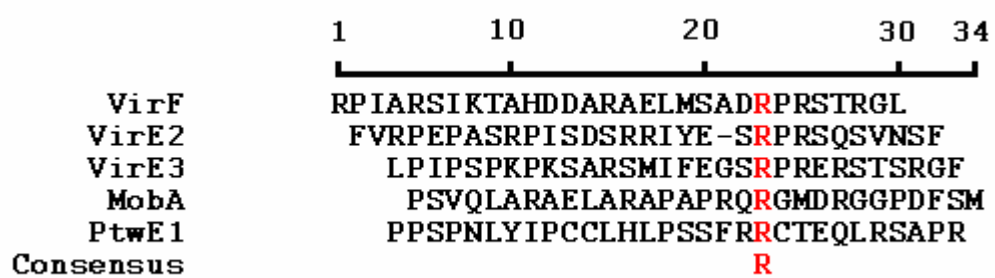 1 10 20 30 34
VirF RPIARSIKTAHDDARAELMSADRPRSTRGL
VirE2 FVRPEPASRPISDSRRIYE-SRPRSQSVNSF
VirE3 LPIPSPKPKSARSMIFEGSRPRERSTSRGF
MobA PSVQLARAELARAPAPRQRGMDRGGPDFSM
PtwE1 PPSPNLYIPCCLHLPSSFRRCTEQLRSAPR
Consensus R